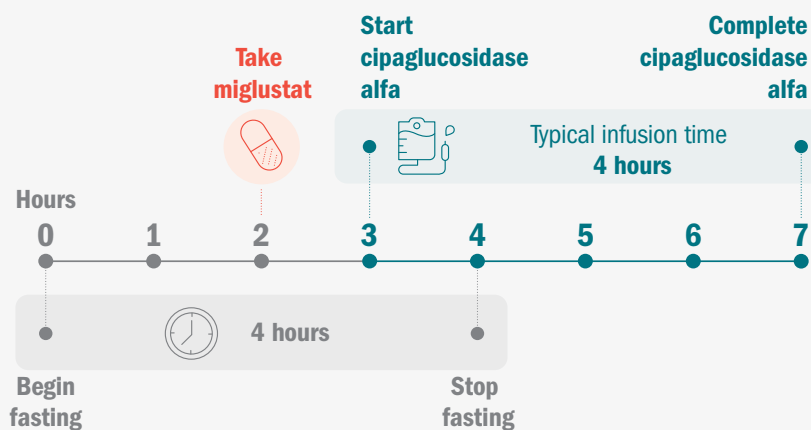 Start
cipaglucosidase
alfa
Complete
cipaglucosidase
alfa
Take
miglustat
Typical infusion time
4 hours
Hours
0 1 2 3 4 5 6 7
4 hours
Begin
fasting
Stop
fasting